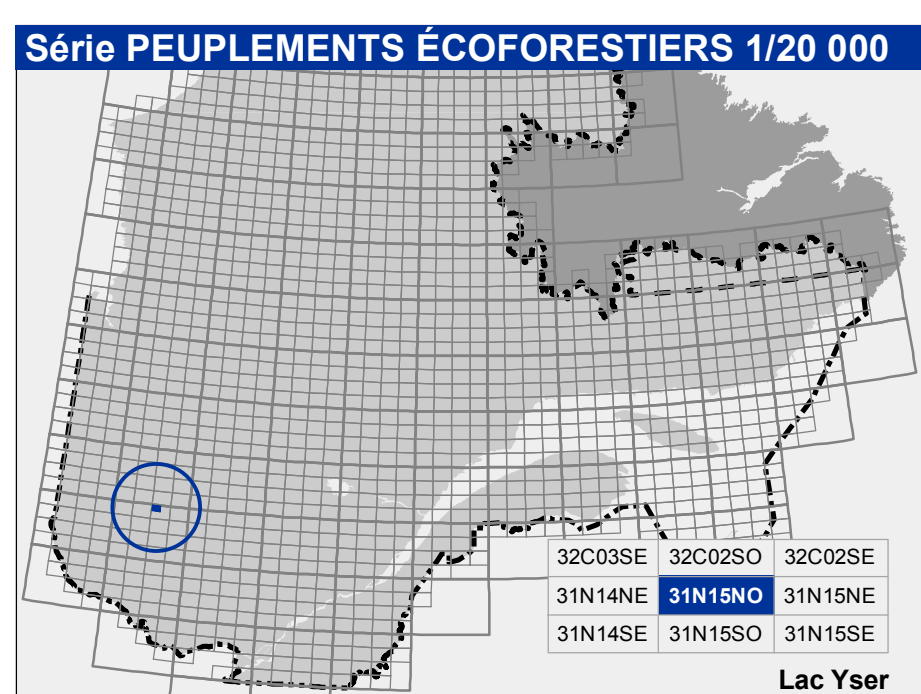 Série PEUPLEMENTS ÉCOFORESTIERS 1/20 000
32C03SE 32C02SO 32C02SE
31N14NE 31N15NO 31N15NE
31N14SE 31N15SO 31N15SE
Lac Yser